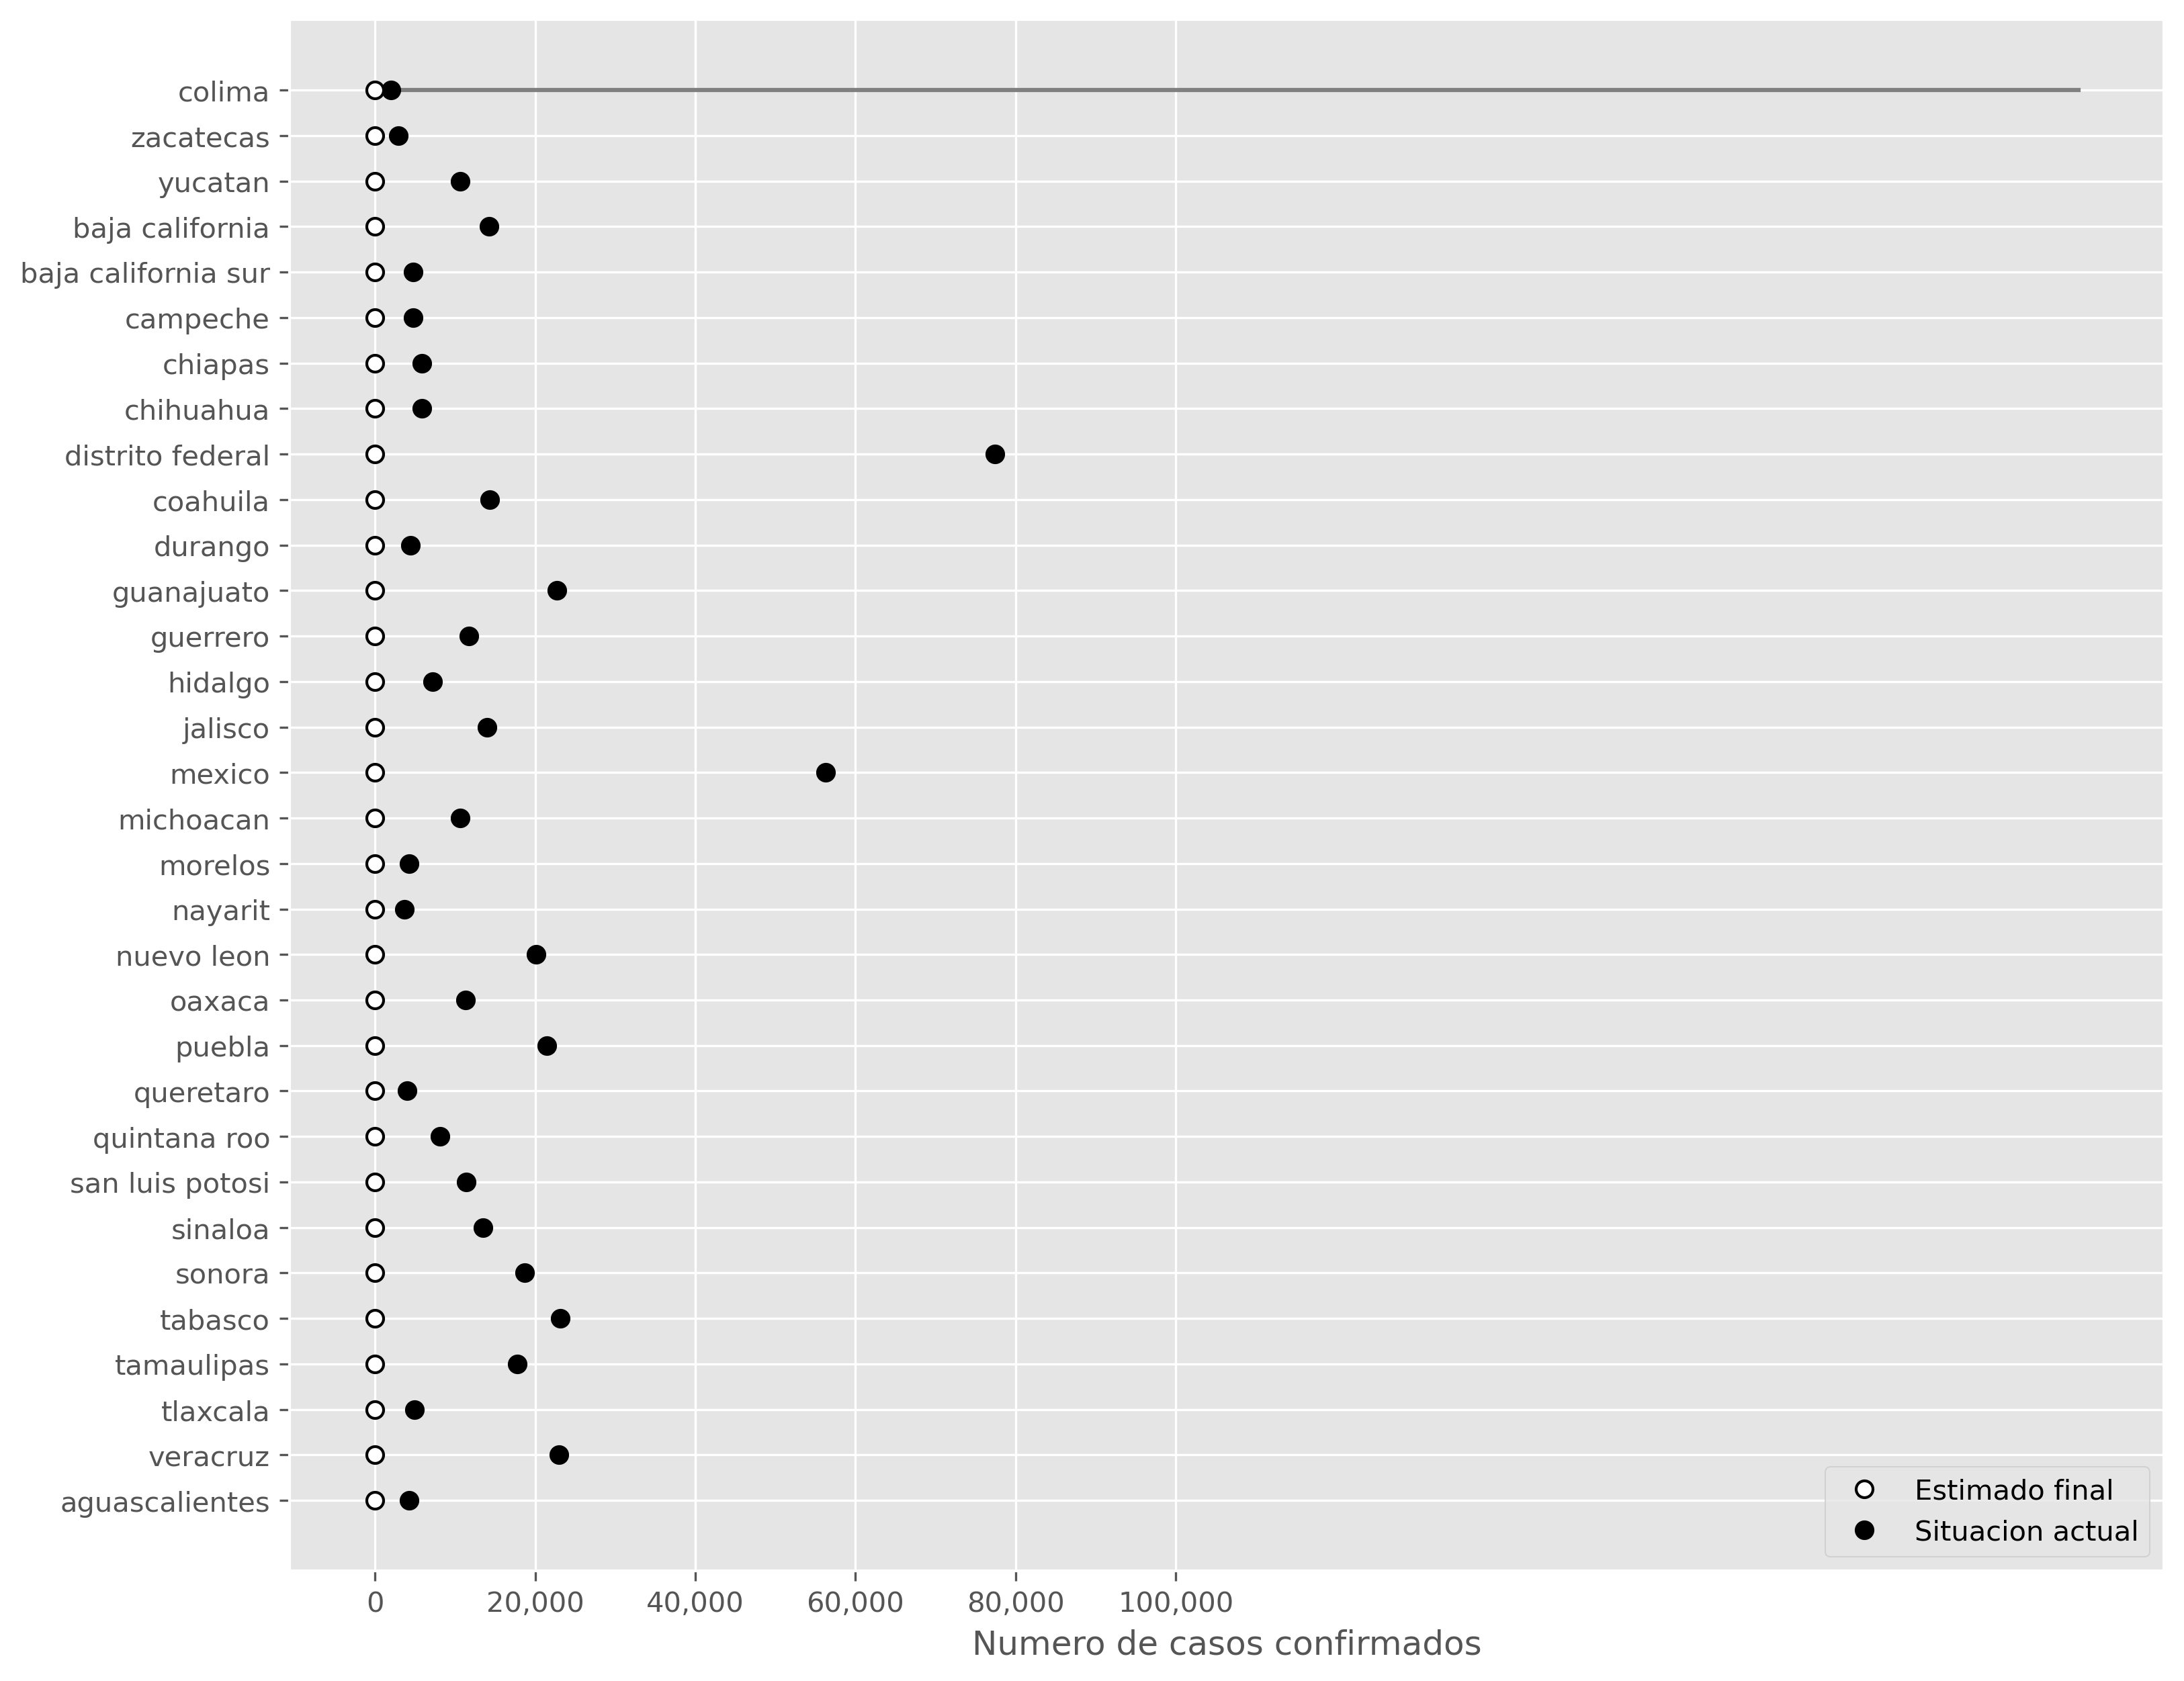 colima
zacatecas
yucatan
baja california
baja california sur
campeche
chiapas
chihuahua
distrito federal
coahuila
durango
guanajuato
guerrero
hidalgo
jalisco
mexico
michoacan
morelos
nayarit
nuevo leon
oaxaca
puebla
queretaro
quintana roo
san luis potosi
sinaloa
sonora
tabasco
tamaulipas
tlaxcala
veracruz
aguascalientes
Estimado final
Situacion actual
0 20,000 40,000 60,000 80,000 100,000
Numero de casos confirmados